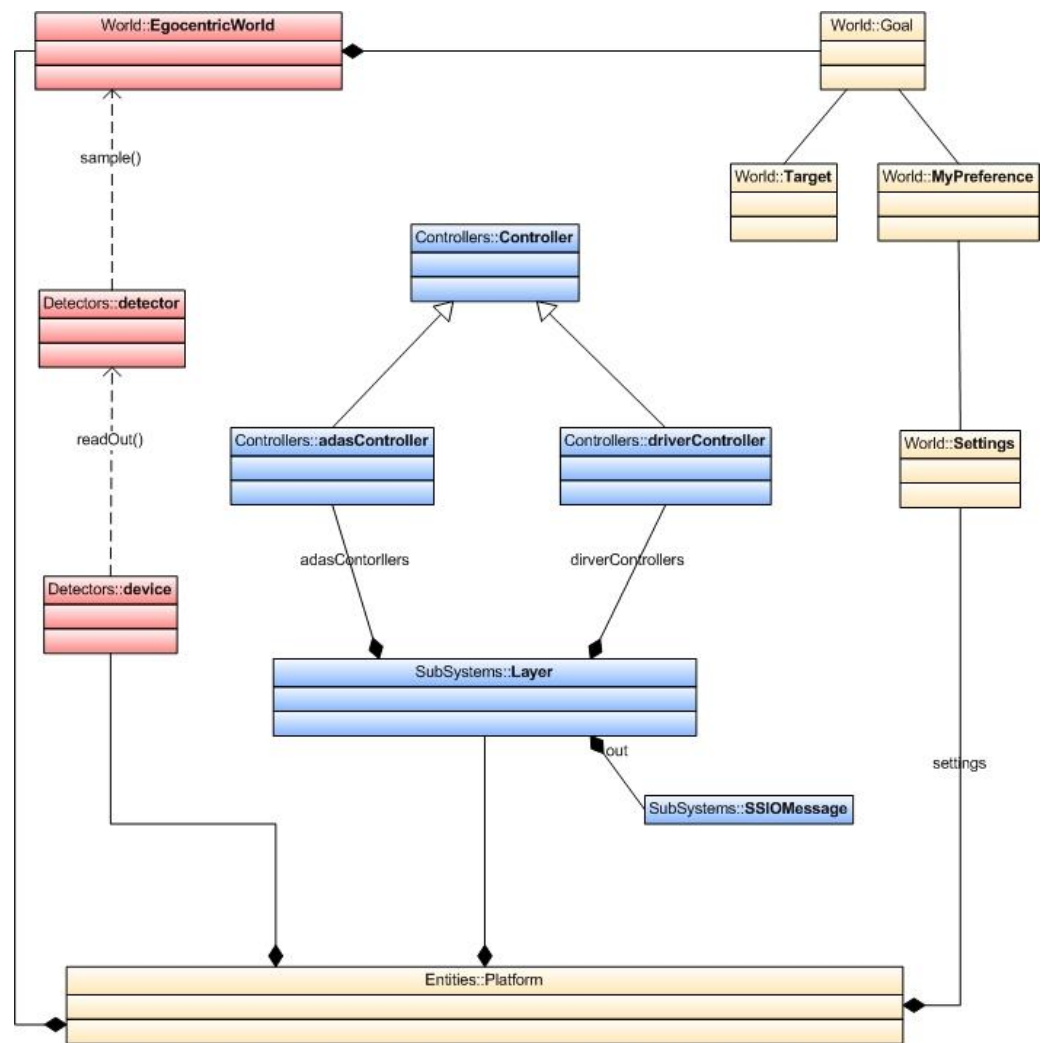 World::EgocentricWorld
World::Goal
sample()
World::Target
World::MyPreference
Controllers::Controller
Detectors::detector
readOut()
Controllers::adasController
Controllers::driverController
World::Settings
adasContorllers
dirverControllers
Detectors::device
SubSystems::Layer
out
settings
SubSystems::SSIOMessage
Entities::Platform